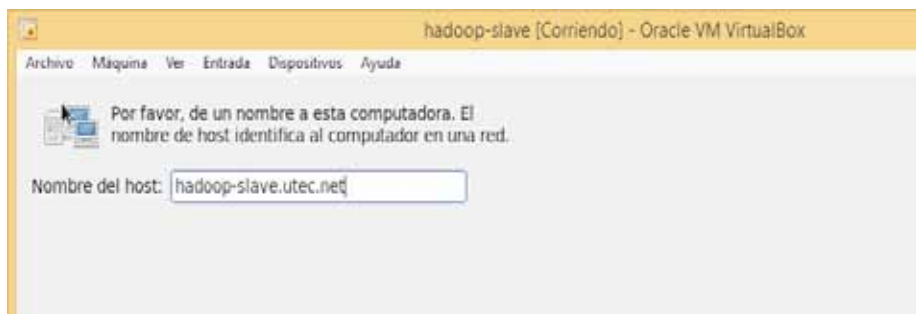 hadoop-slave [Corriendo] - Oracle VM VirtualBox
Archivo Máquina Ver Entrada Dispositivos Ayuda
Por favor, de un nombre a esta computadora. El
nombre de host identifica al computador en una red.
Nombre del host: hadoop-slave.utec.net